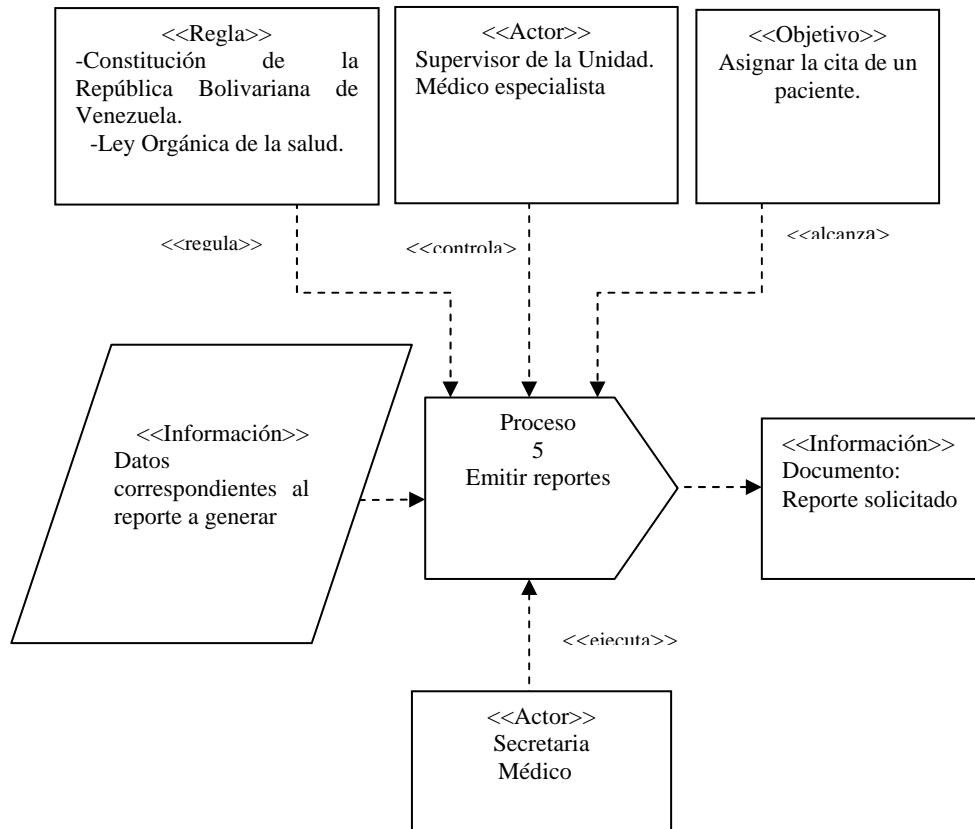 <<Regla>>
-Constitución de la
República Bolivariana de
Venezuela.
-Ley Orgánica de la salud.
<<Actor>>
Supervisor de la Unidad.
Médico especialista
<<Objetivo>>
Asignar la cita de un
paciente.
<<regula>>
<<controla>
<<alcanza>
<<Información>>
Datos
correspondientes al
reporte a generar
Proceso
5
Emitir reportes
<<Información>>
Documento:
Reporte solicitado
<<ejecuta>>
<<Actor>>
Secretaria
Médico